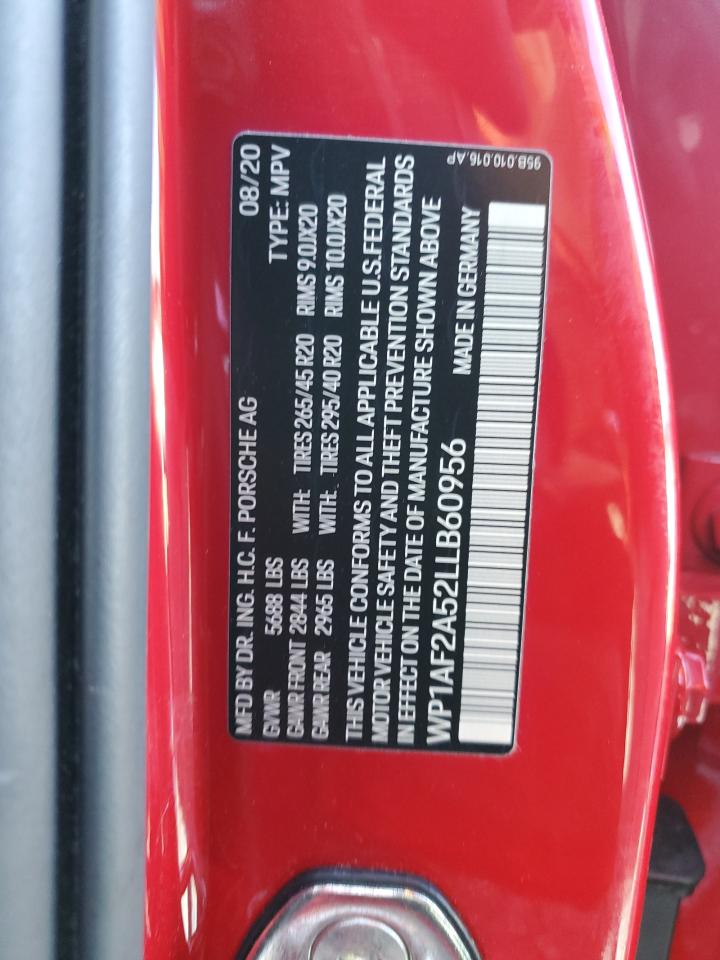 MFD BY DR. ING. H.C. F. PORSCHE AG 08/20
GVWR 5688 LBS TYPE: MPV
GAWR FRONT 2844 LBS WITH: TIRES 265/45 R20 RIMS 9.0JX20
GAWR REAR 2965 LBS WITH: TIRES 295/40 R20 RIMS 10.0JX20
THIS VEHICLE CONFORMS TO ALL APPLICABLE U.S. FEDERAL
MOTOR VEHICLE SAFETY AND THEFT PREVENTION STANDARDS
IN EFFECT ON THE DATE OF MANUFACTURE SHOWN ABOVE
WP1AF2A52LLB60956 MADE IN GERMANY
95B.010.016.AP